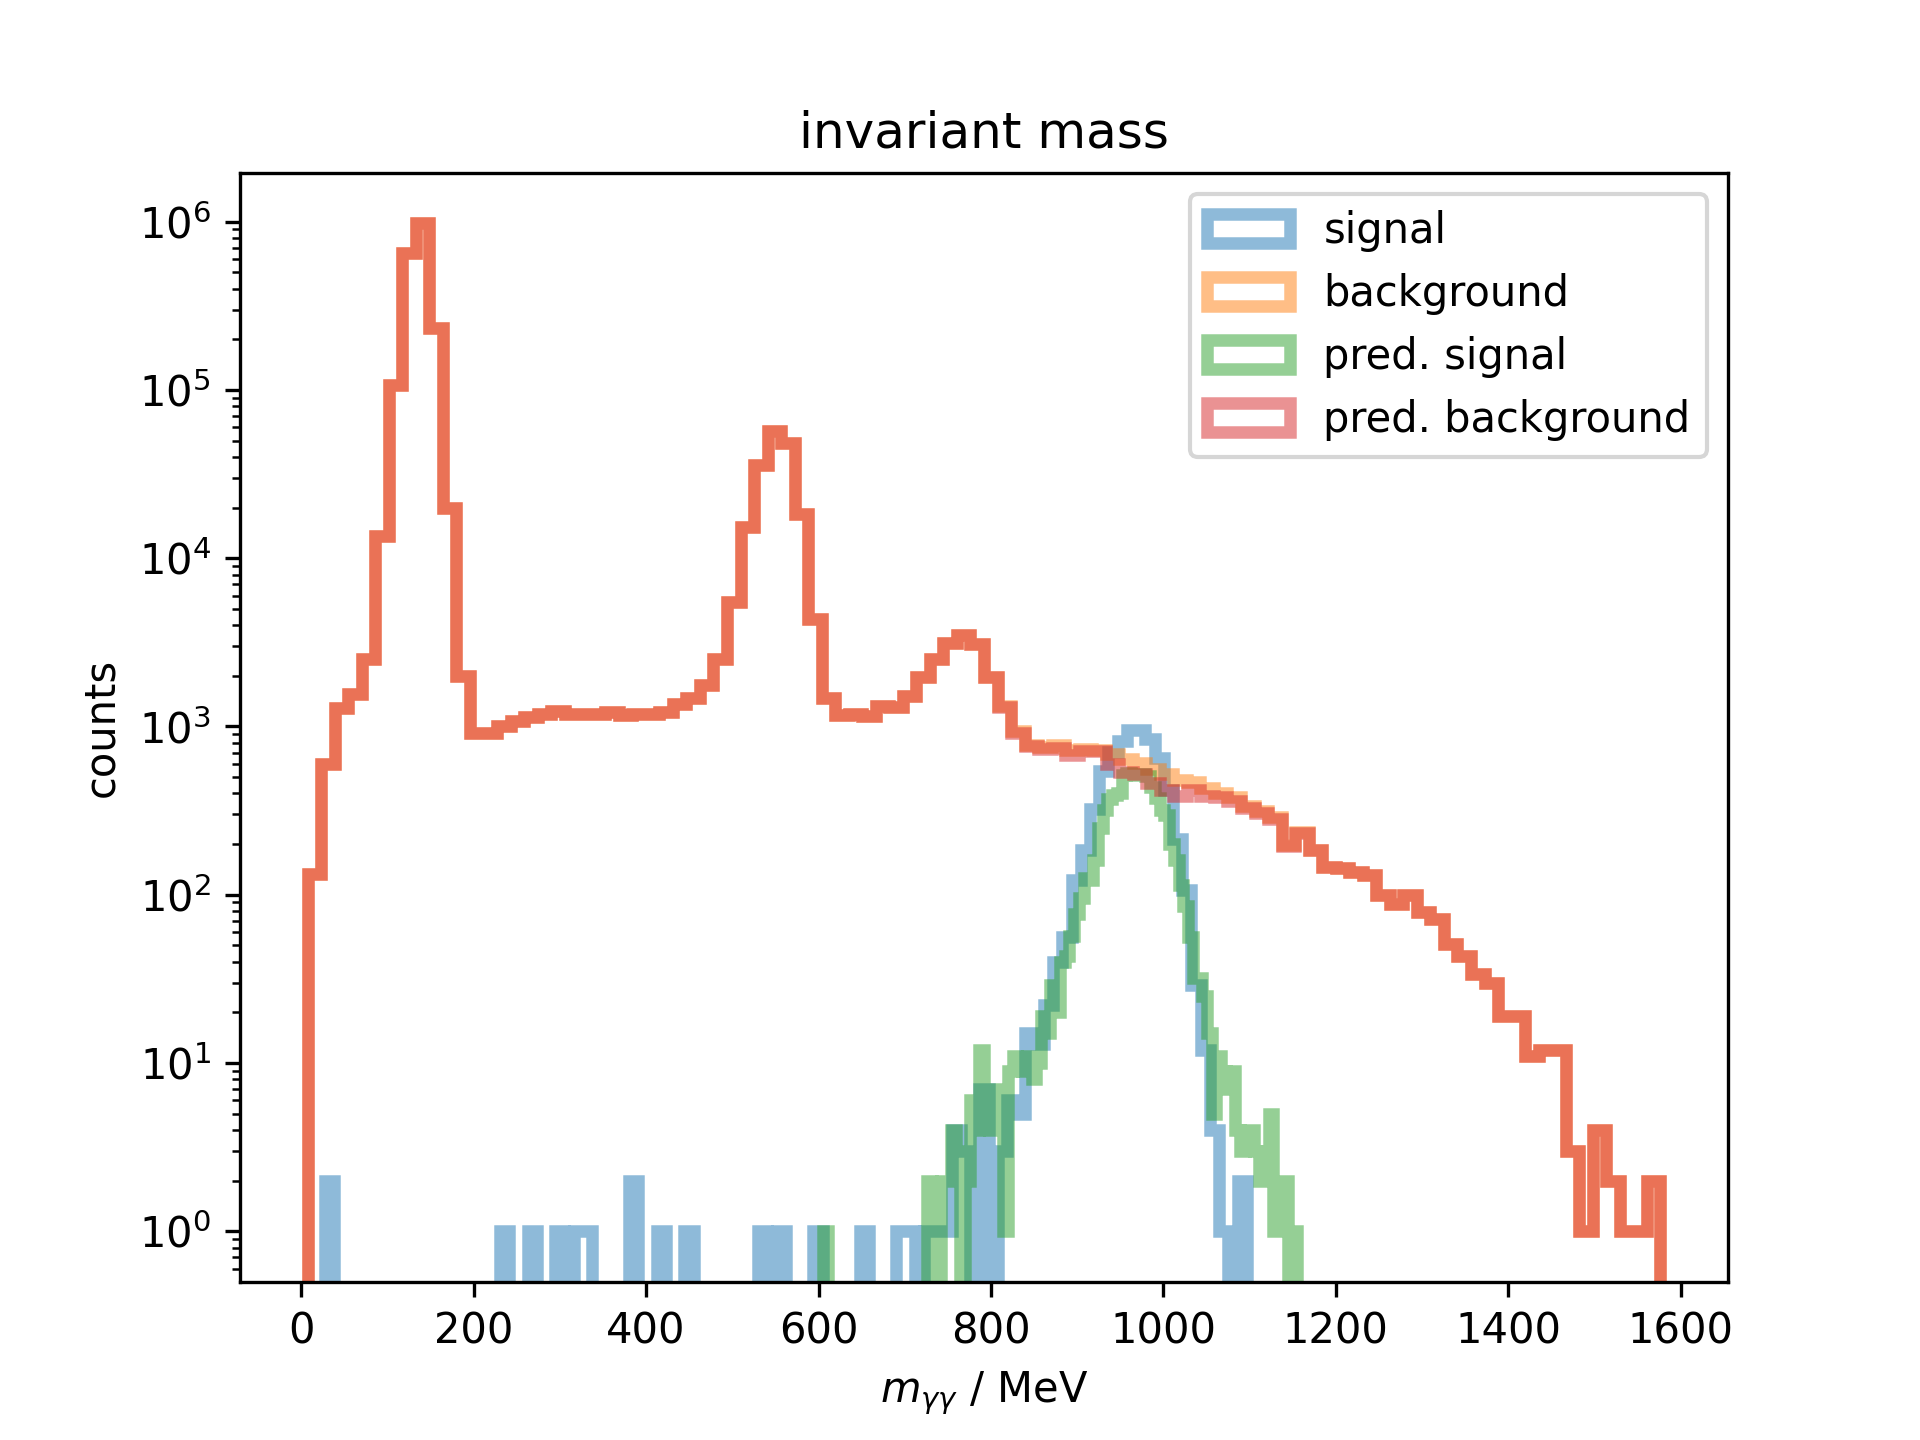 invariant mass
signal
background
pred. signal
pred. background
counts
10⁶
10⁵
10⁴
10³
10²
10¹
10⁰
0 200 400 600 800 1000 1200 1400 1600
mγγ / MeV